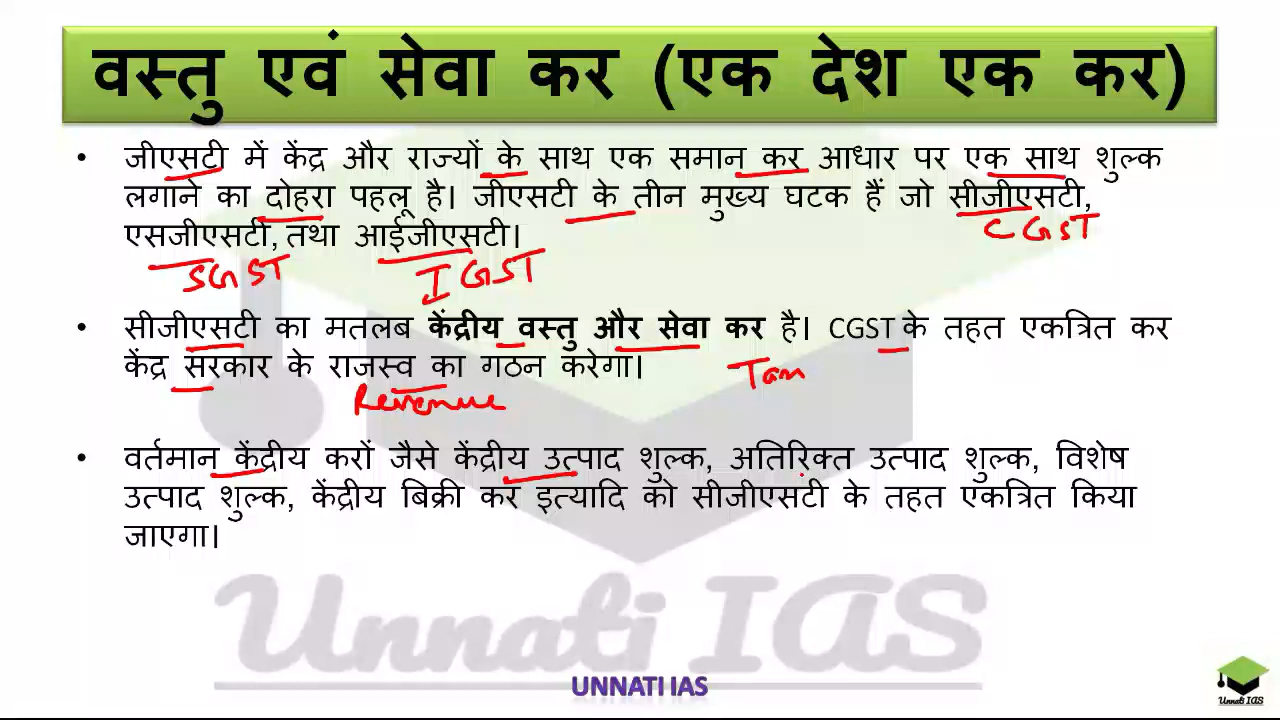 वस्तु एवं सेवा कर (एक देश एक कर)
• जीएसटी में केंद्र और राज्यों के साथ एक समान कर आधार पर एक साथ शुल्क
लगाने का दोहरा पहलू है। जीएसटी के तीन मुख्य घटक हैं जो सीजीएसटी,
CGST
एसजीएसटी, तथा आईजीएसटी।
SGST
IGST
• सीजीएसटी का मतलब केंद्रीय वस्तु और सेवा कर है। CGST के तहत एकत्रित कर
केंद्र सरकार के राजस्व का गठन करेगा।
Revenue
• वर्तमान केंद्रीय करों जैसे केंद्रीय उत्पाद शुल्क, अतिरिक्त उत्पाद शुल्क, विशेष
उत्पाद शुल्क, केंद्रीय बिक्री कर इत्यादि को सीजीएसटी के तहत एकत्रित किया
जाएगा।
Unnati IAS
UNNATI IAS
Unnati IAS